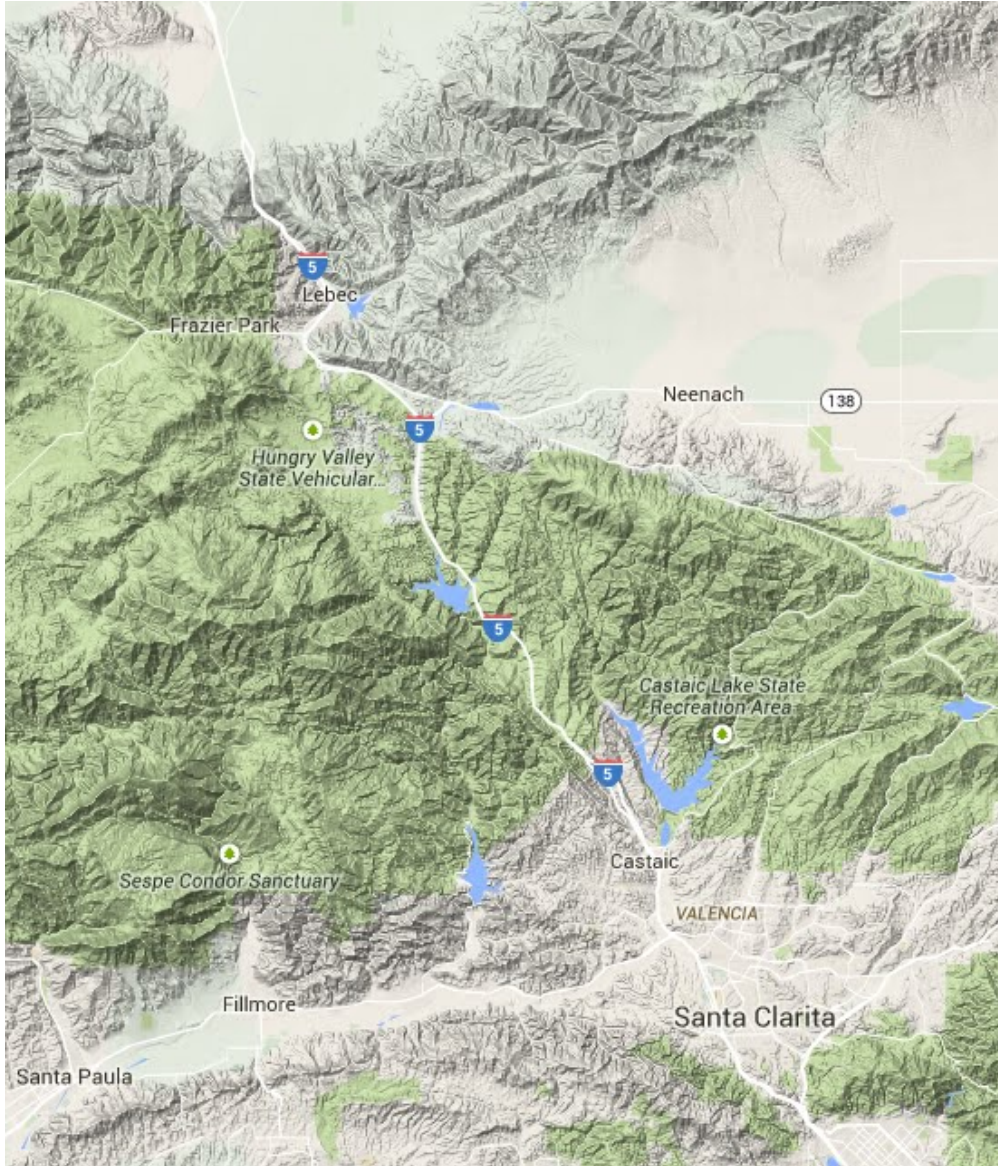 5
Lebec
Frazier Park
Neenach
138
5
Hungry Valley
State Vehicular...
5
Castaic Lake State
Recreation Area
5
Castaic
Sespe Condor Sanctuary
VALENCIA
Fillmore
Santa Clarita
Santa Paula